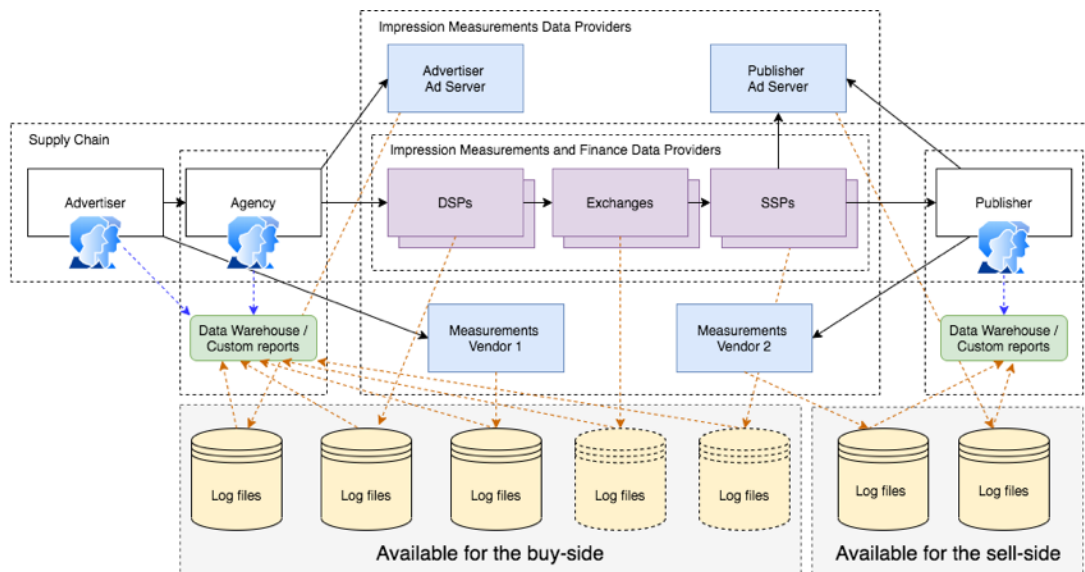 Impression Measurements Data Providers
Advertiser
Ad Server
Publisher
Ad Server
Supply Chain
Impression Measurements and Finance Data Providers
Advertiser
Agency
DSPs
Exchanges
SSPs
Publisher
Data Warehouse /
Custom reports
Measurements
Vendor 1
Measurements
Vendor 2
Data Warehouse /
Custom reports
Log files
Log files
Log files
Log files
Log files
Log files
Log files
Available for the buy-side
Available for the sell-side